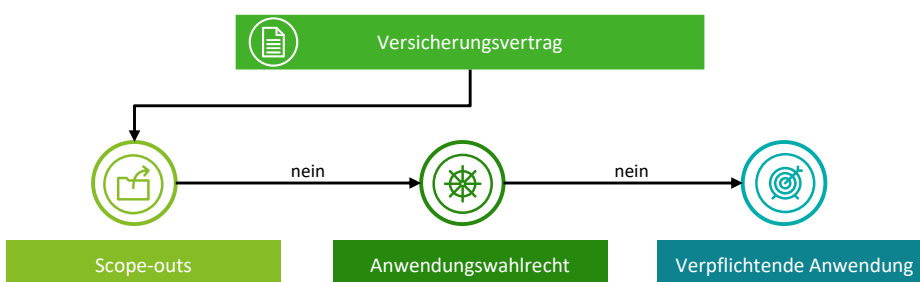 Versicherungsvertrag
nein
nein
Scope-outs
Anwendungswahlrecht
Verpflichtende Anwendung